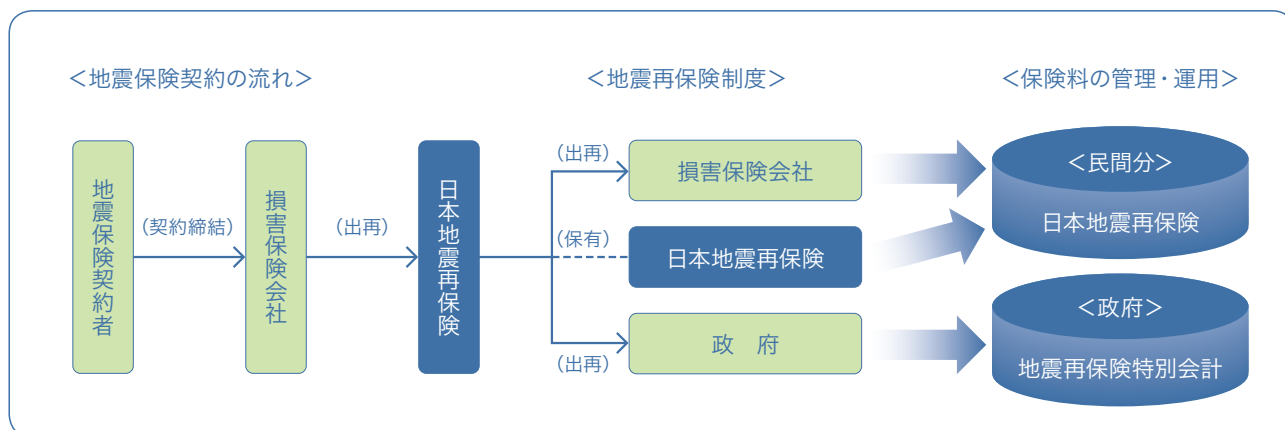 ＜地震保険契約の流れ＞
＜地震再保険制度＞
＜保険料の管理・運用＞
地震保険契約者
（契約締結）
損害保険会社
（出再）
日本地震再保険
（出再）
損害保険会社
（保有）
日本地震再保険
（出再）
政　府
＜民間分＞
日本地震再保険
＜政府＞
地震再保険特別会計